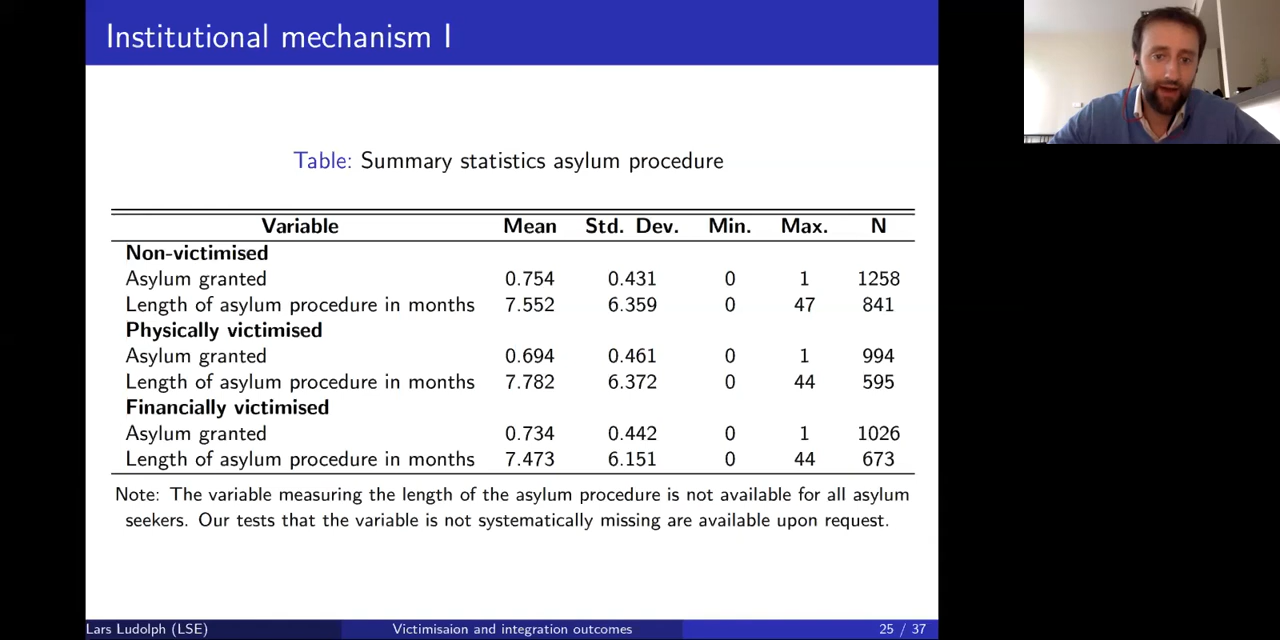 Institutional mechanism I
Table: Summary statistics asylum procedure
Variable Mean Std. Dev. Min. Max. N
Non-victimised
Asylum granted 0.754 0.431 0 1 1258
Length of asylum procedure in months 7.552 6.359 0 47 841
Physically victimised
Asylum granted 0.694 0.461 0 1 994
Length of asylum procedure in months 7.782 6.372 0 44 595
Financially victimised
Asylum granted 0.734 0.442 0 1 1026
Length of asylum procedure in months 7.473 6.151 0 44 673
Note: The variable measuring the length of the asylum procedure is not available for all asylum
seekers. Our tests that the variable is not systematically missing are available upon request.
Lars Ludolph (LSE) Victimisaion and integration outcomes 25 / 37